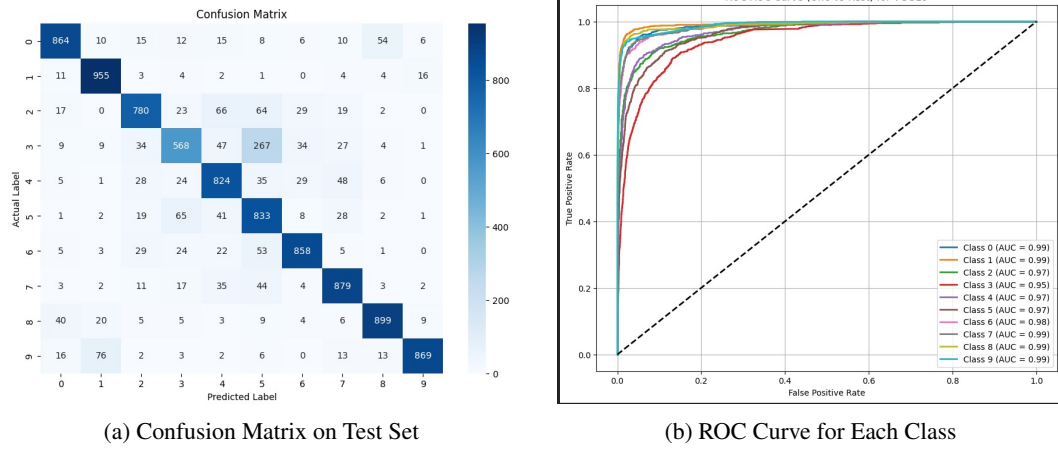 Confusion Matrix
Actual Label
0 864 10 15 12 15 8 6 10 54 6
1 11 955 3 4 2 1 0 4 4 16
2 17 0 780 23 66 64 29 19 2 0
3 9 9 34 568 47 267 34 27 4 1
4 5 1 28 24 824 35 29 48 6 0
5 1 2 19 65 41 833 8 28 2 1
6 5 3 29 24 22 53 858 5 1 0
7 3 2 11 17 35 44 4 879 3 2
8 40 20 5 5 3 9 4 6 899 9
9 16 76 2 3 2 6 0 13 13 869
0 1 2 3 4 5 6 7 8 9
Predicted Label
800
600
400
200
0
(a) Confusion Matrix on Test Set
True Positive Rate
1.0
0.8
0.6
0.4
0.2
0.0
0.0 0.2 0.4 0.6 0.8 1.0
False Positive Rate
Class 0 (AUC = 0.99)
Class 1 (AUC = 0.99)
Class 2 (AUC = 0.97)
Class 3 (AUC = 0.95)
Class 4 (AUC = 0.97)
Class 5 (AUC = 0.97)
Class 6 (AUC = 0.98)
Class 7 (AUC = 0.99)
Class 8 (AUC = 0.99)
Class 9 (AUC = 0.99)
(b) ROC Curve for Each Class